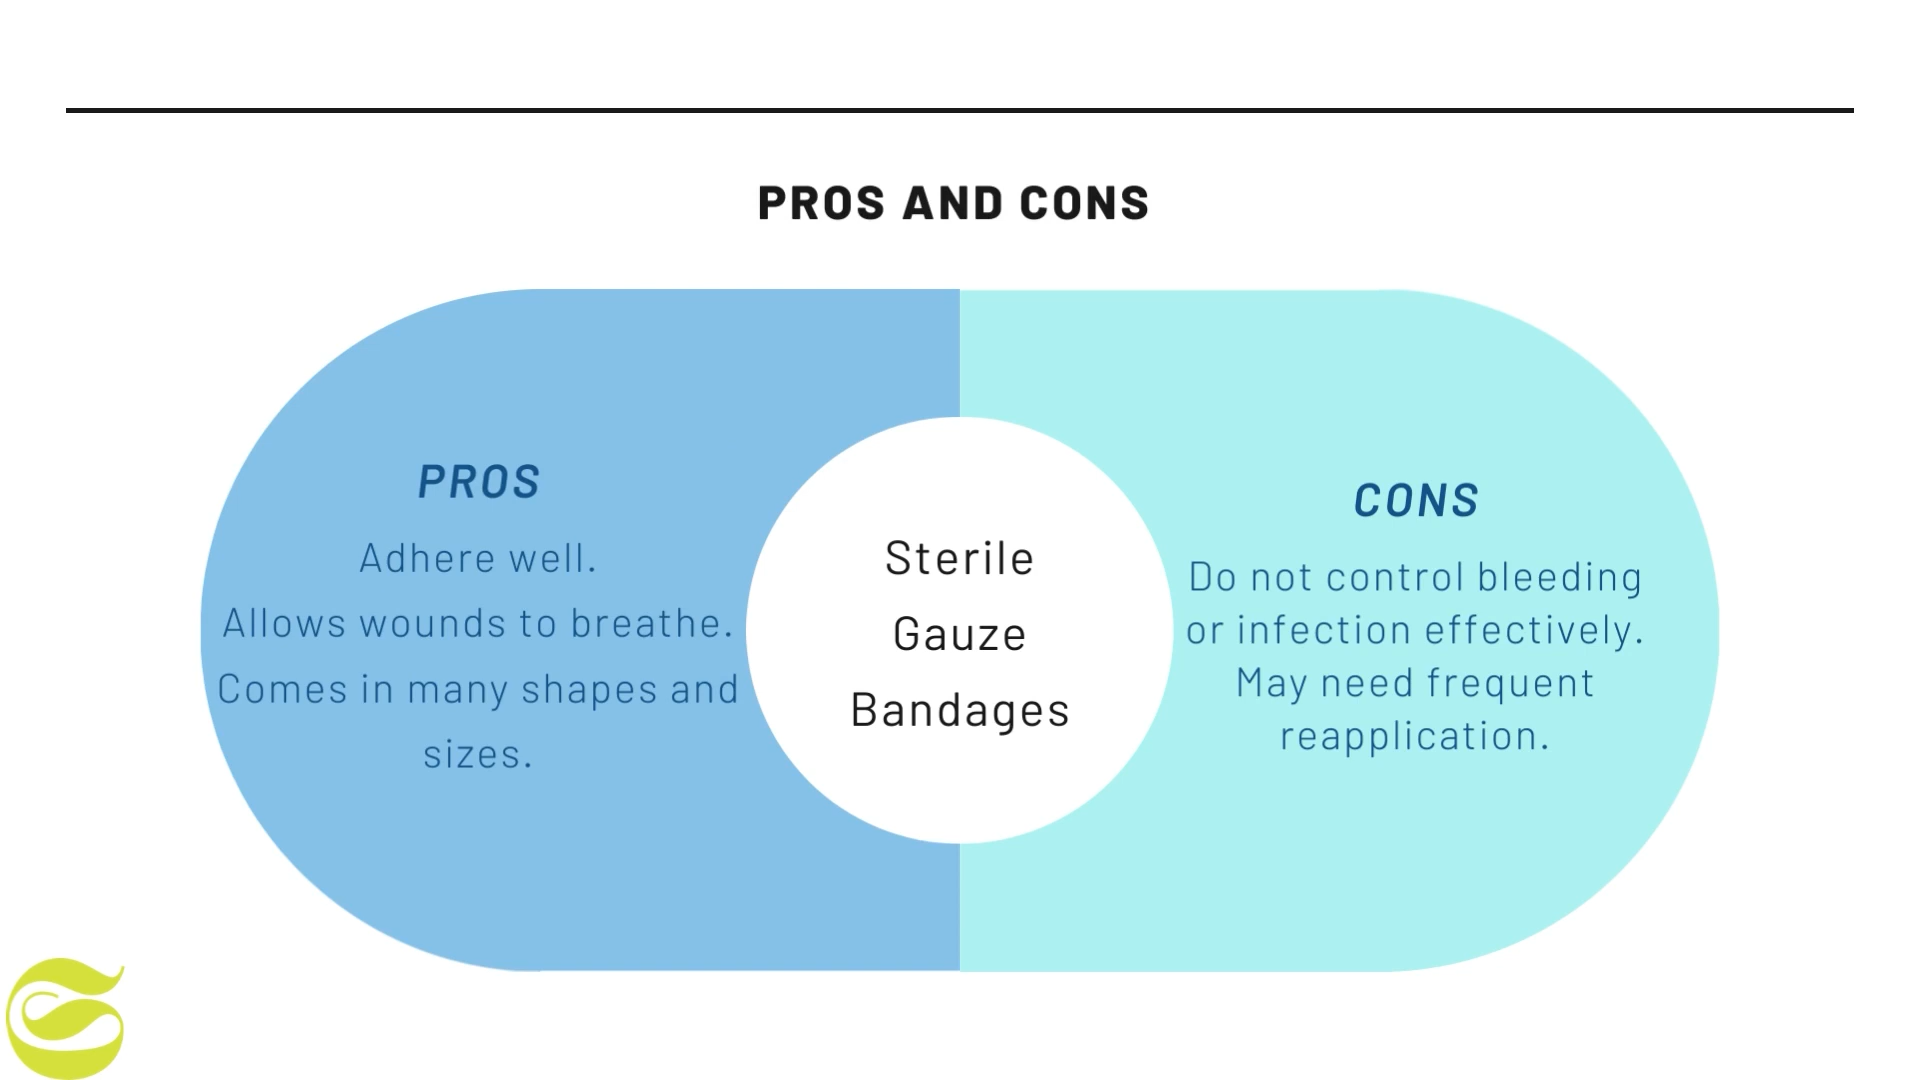 PROS AND CONS
PROS
Adhere well.
Allows wounds to breathe.
Comes in many shapes and
sizes.
Sterile
Gauze
Bandages
CONS
Do not control bleeding
or infection effectively.
May need frequent
reapplication.